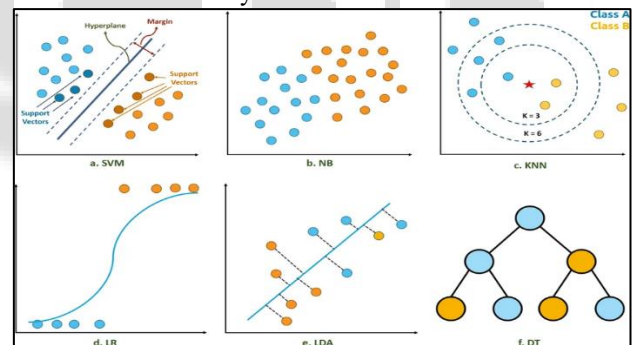 Hyperplane
Margin
Support
Vectors
Support
Vectors
a. SVM
b. NB
Class A
Class B
K = 3
K = 6
c. KNN
d. LR
e. LDA
f. DT